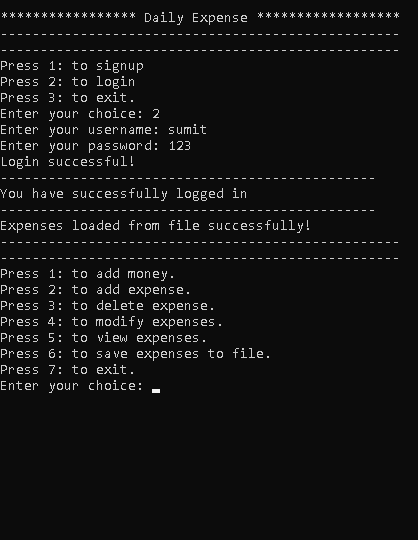 ***************** Daily Expense ******************
--------------------------------------------------
--------------------------------------------------
Press 1: to signup
Press 2: to login
Press 3: to exit.
Enter your choice: 2
Enter your username: sumit
Enter your password: 123
Login successful!
-----------------------------------------------
You have successfully logged in
-----------------------------------------------
Expenses loaded from file successfully!
--------------------------------------------------
--------------------------------------------------
Press 1: to add money.
Press 2: to add expense.
Press 3: to delete expense.
Press 4: to modify expenses.
Press 5: to view expenses.
Press 6: to save expenses to file.
Press 7: to exit.
Enter your choice: _